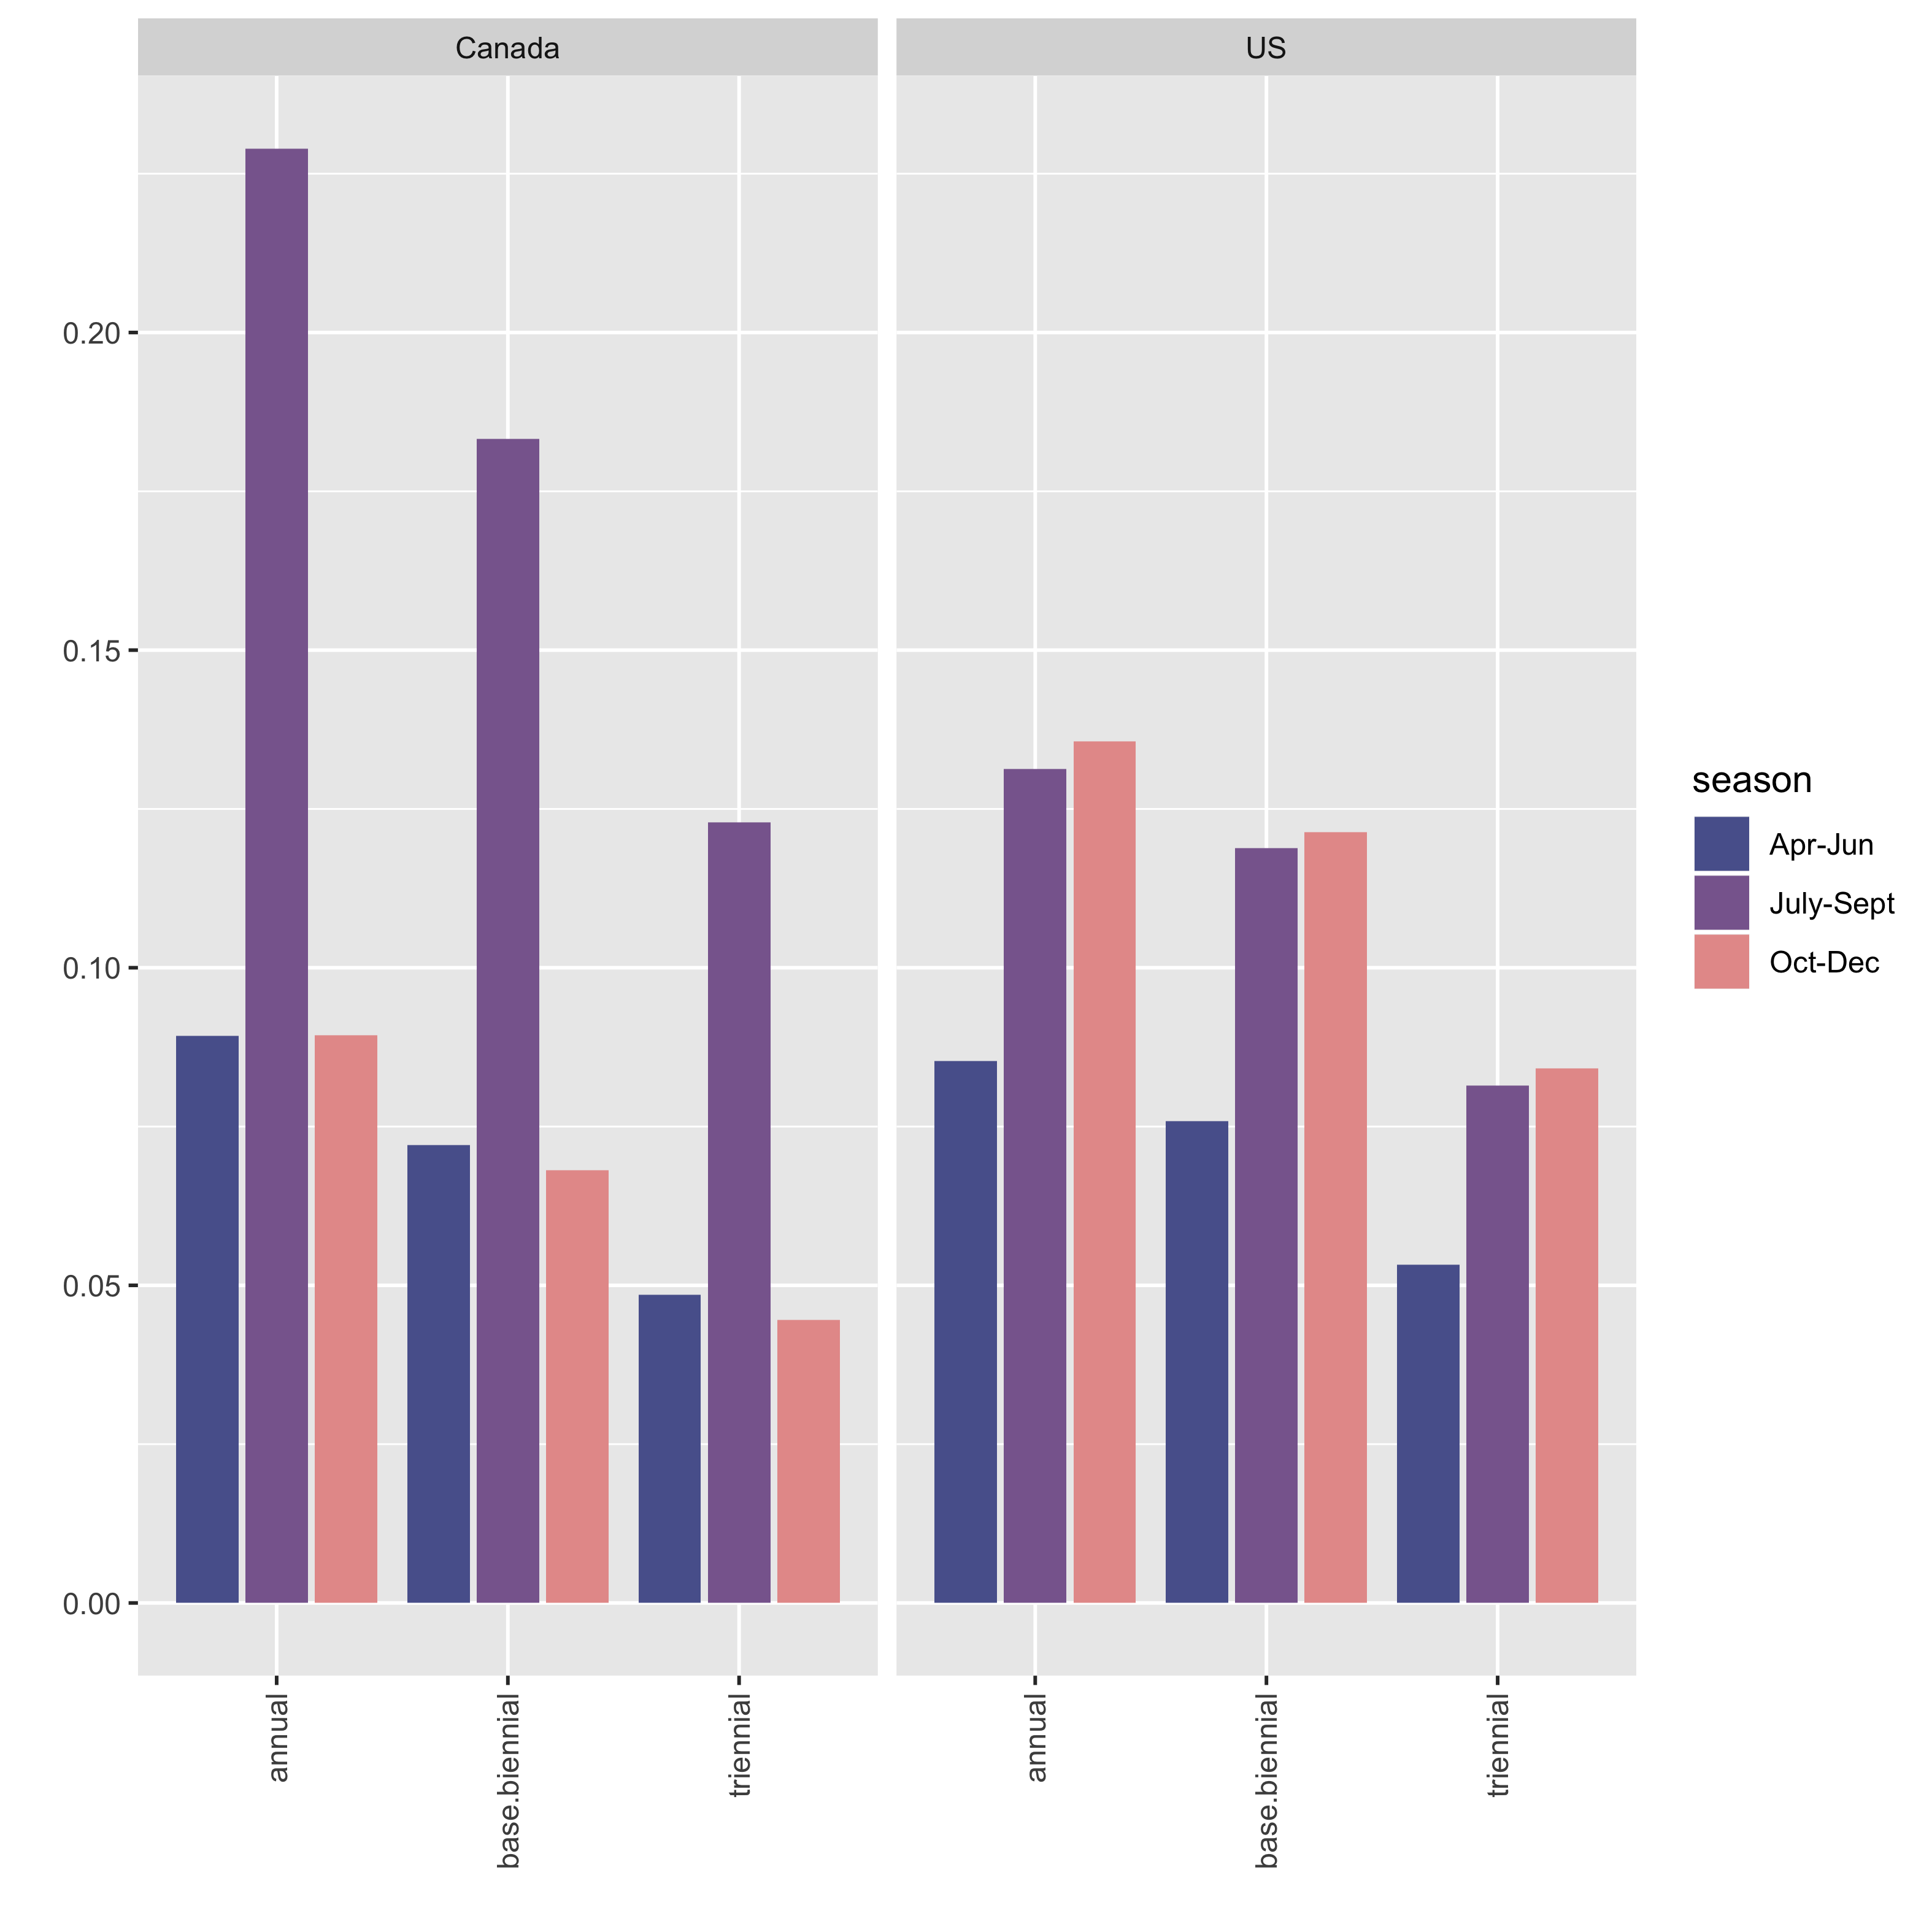 Canada
US
0.20
0.15
0.10
0.05
0.00
annual
base.biennial
triennial
annual
base.biennial
triennial
season
Apr-Jun
July-Sept
Oct-Dec